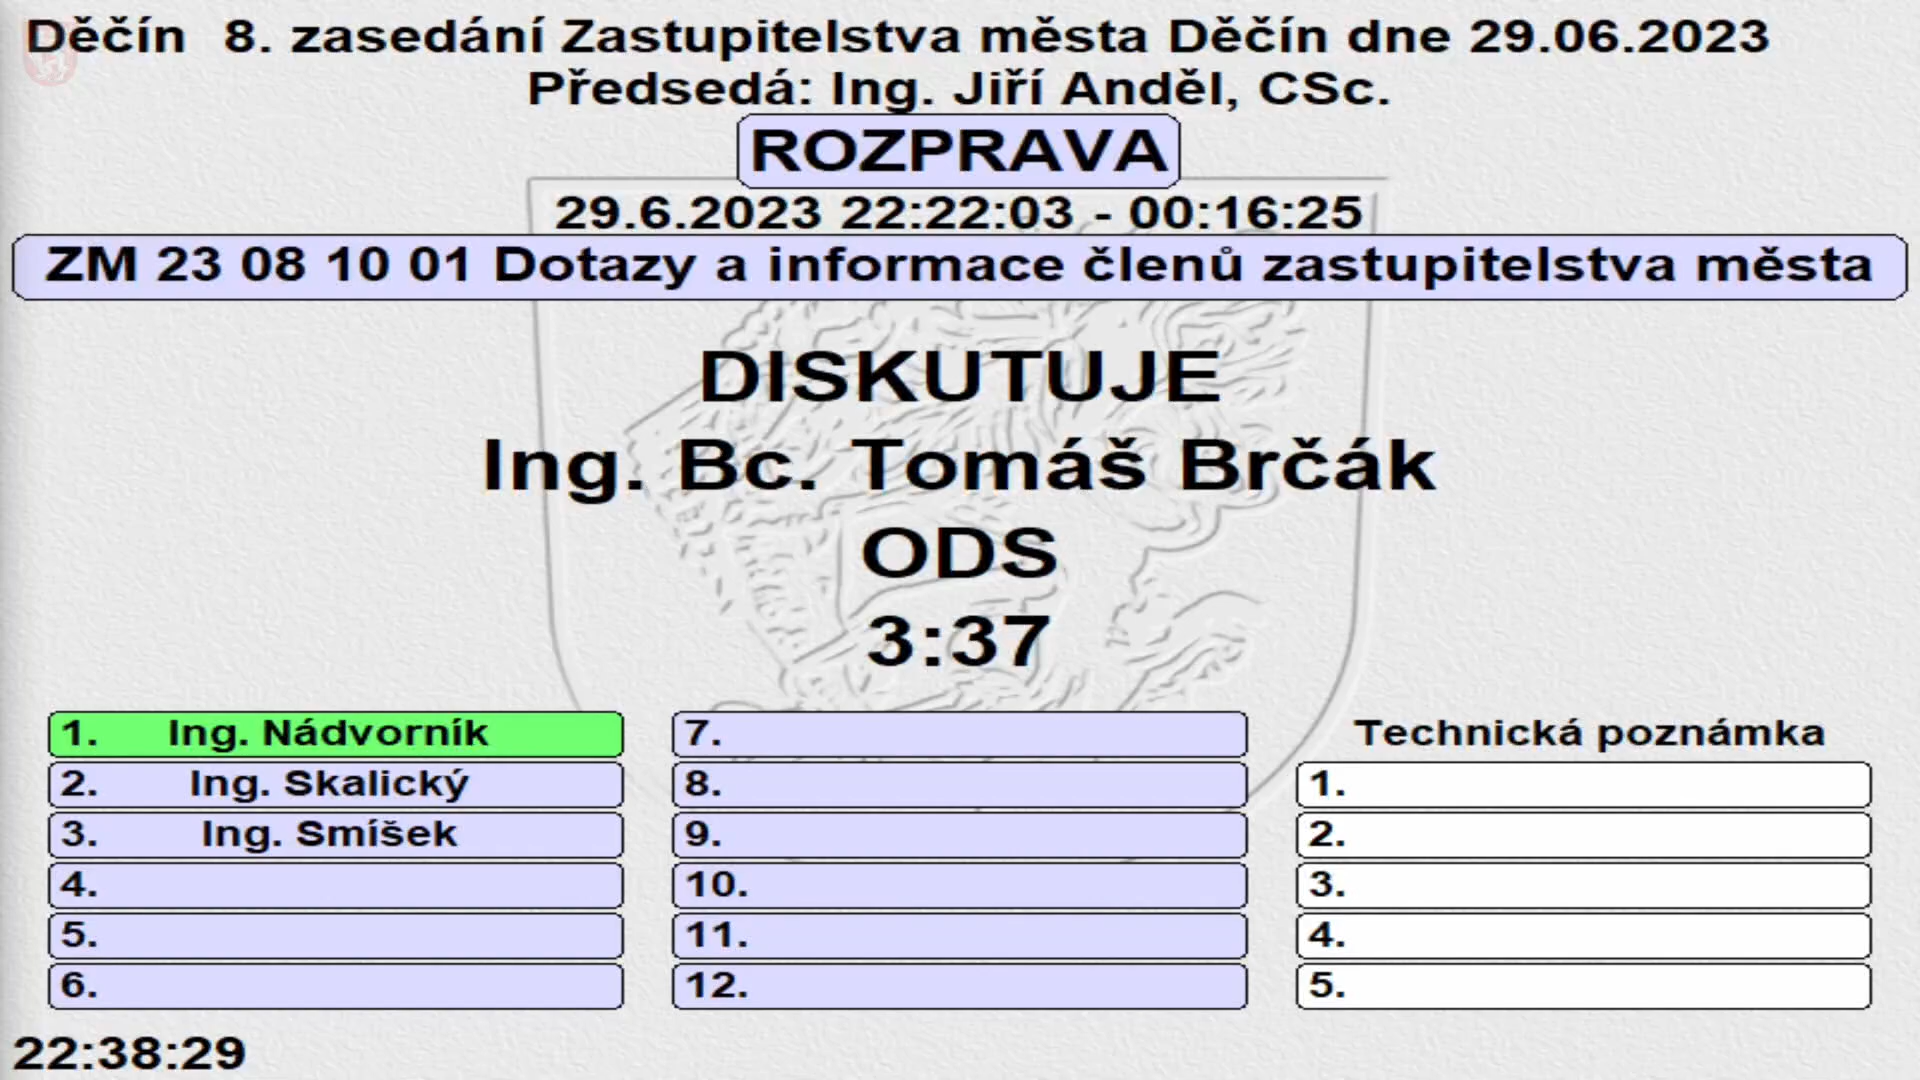 Děčín 8. zasedání Zastupitelstva města Děčín dne 29.06.2023
Předsedá: Ing. Jiří Anděl, CSc.
ROZPRAVA
29.6.2023 22:22:03 - 00:16:25
ZM 23 08 10 01 Dotazy a informace členů zastupitelstva města
DISKUTUJE
Ing. Bc. Tomáš Brčák
ODS
3:37
1. Ing. Nádvorník
2. Ing. Skalický
3. Ing. Smíšek
4.
5.
6.
7.
8.
9.
10.
11.
12.
Technická poznámka
1.
2.
3.
4.
5.
22:38:29